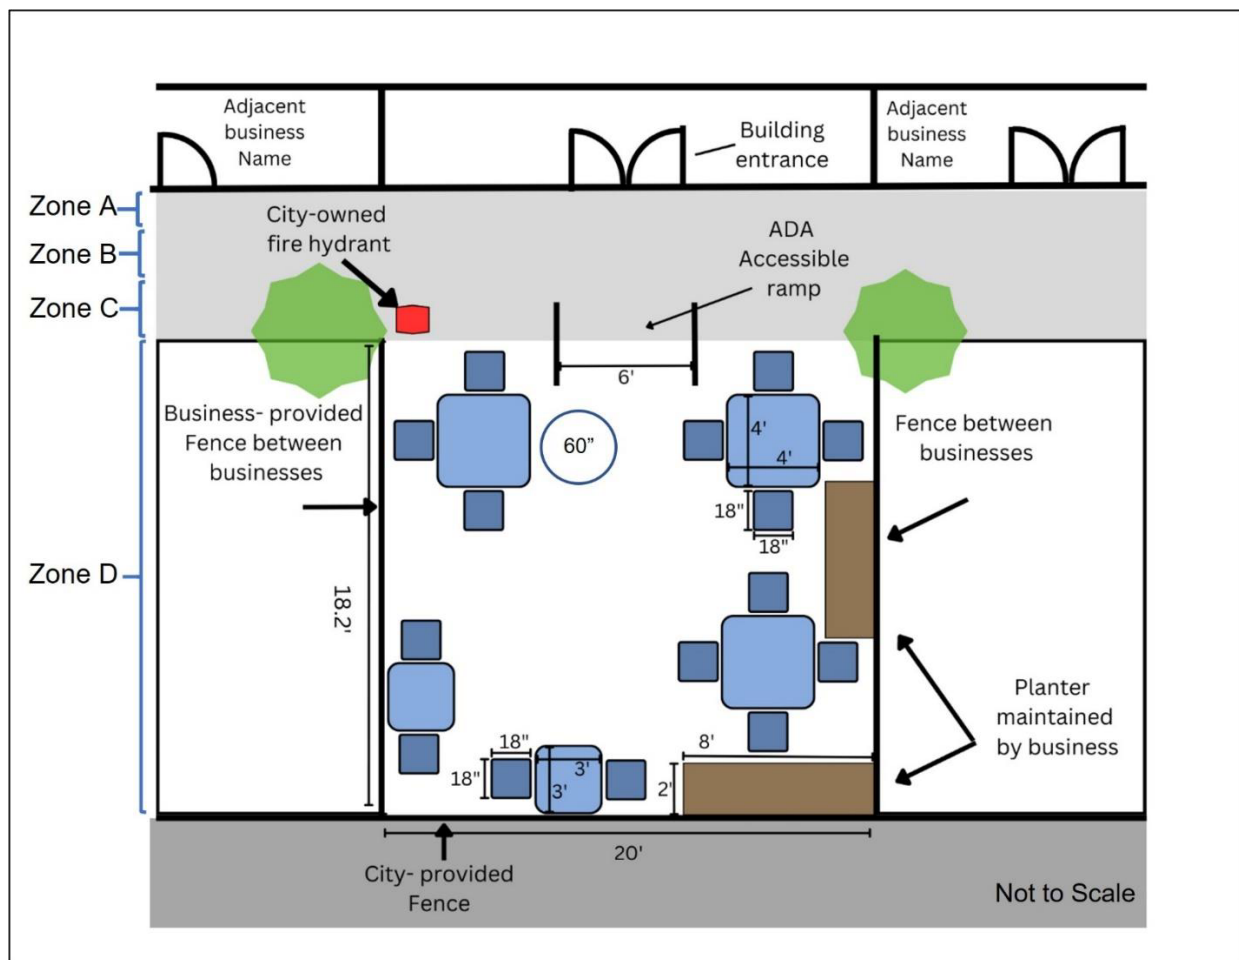 Adjacent
business
Name
Building
entrance
Adjacent
business
Name
Zone A
Zone B
Zone C
Zone D
City-owned
fire hydrant
ADA
Accessible
ramp
6'
60”
4'
4'
18"
18"
Business- provided
Fence between
businesses
Fence between
businesses
18.2'
Planter
maintained
by business
18"
18"
3'
3'
8'
2'
20'
City- provided
Fence
Not to Scale